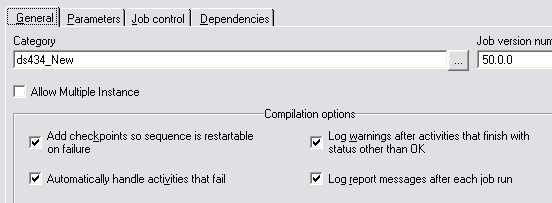 General Parameters Job control Dependencies
Category Job version num
ds434_New ... 50.0.0
Allow Multiple Instance
Compilation options
Add checkpoints so sequence is restartable
on failure
Log warnings after activities that finish with
status other than OK
Automatically handle activities that fail
Log report messages after each job run